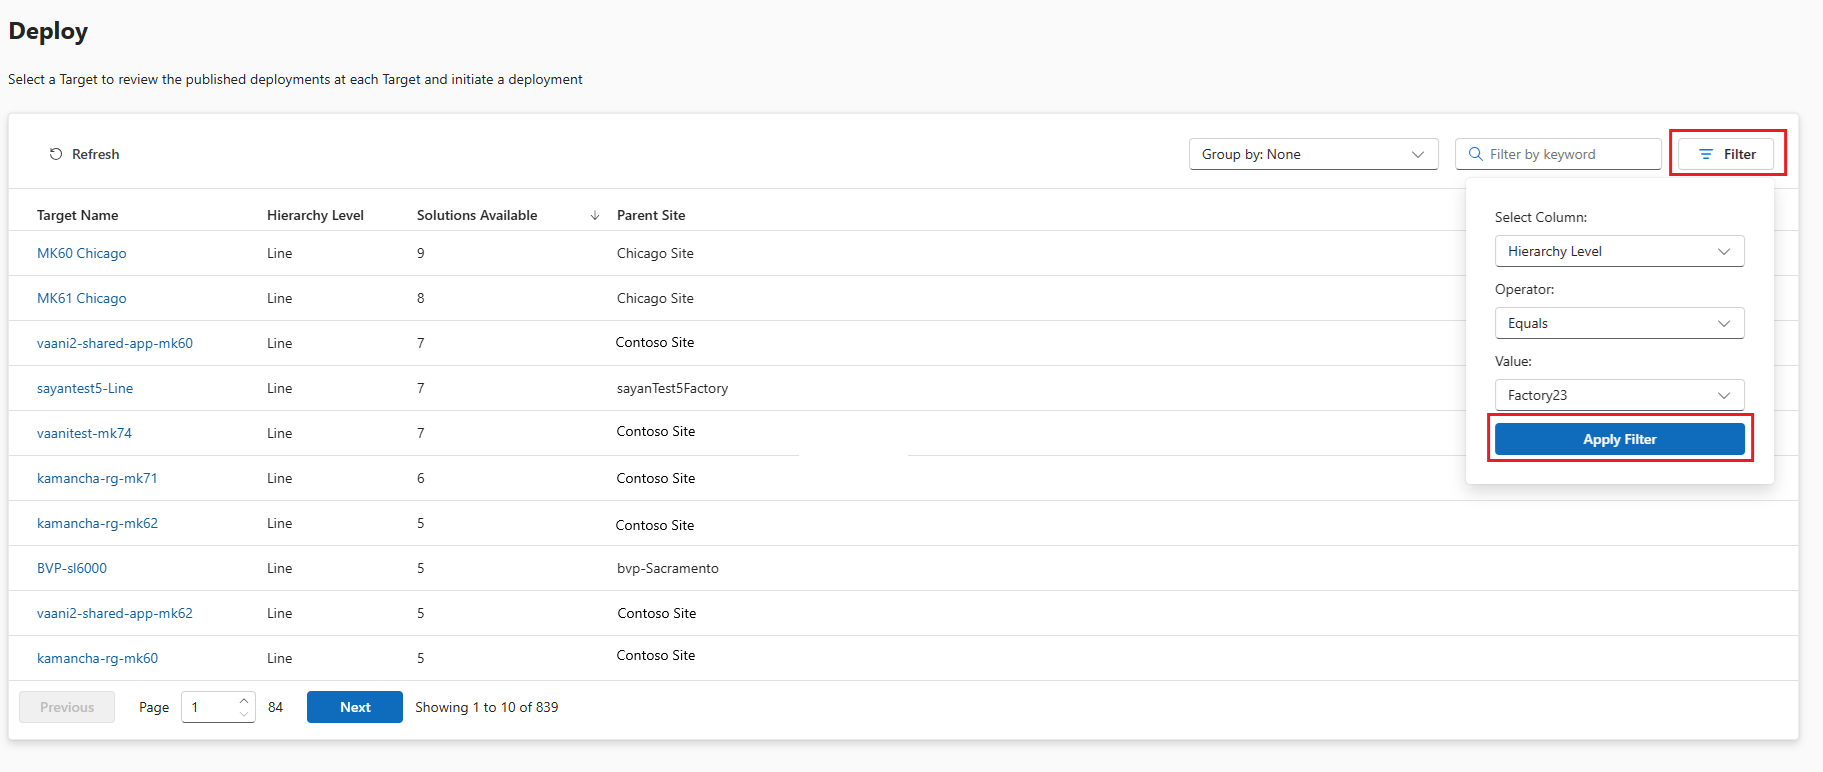 Deploy
Select a Target to review the published deployments at each Target and initiate a deployment
Refresh
Group by: None
Filter by keyword
Filter
Target Name Hierarchy Level Solutions Available Parent Site
MK60 Chicago Line 9 Chicago Site
MK61 Chicago Line 8 Chicago Site
vaani2-shared-app-mk60 Line 7 Contoso Site
sayantest5-Line Line 7 sayanTest5Factory
vaanitest-mk74 Line 7 Contoso Site
kamancha-rg-mk71 Line 6 Contoso Site
kamancha-rg-mk62 Line 5 Contoso Site
BVP-sl6000 Line 5 bvp-Sacramento
vaani2-shared-app-mk62 Line 5 Contoso Site
kamancha-rg-mk60 Line 5 Contoso Site
Select Column:
Hierarchy Level
Operator:
Equals
Value:
Factory23
Apply Filter
Previous Page 1 84 Next Showing 1 to 10 of 839